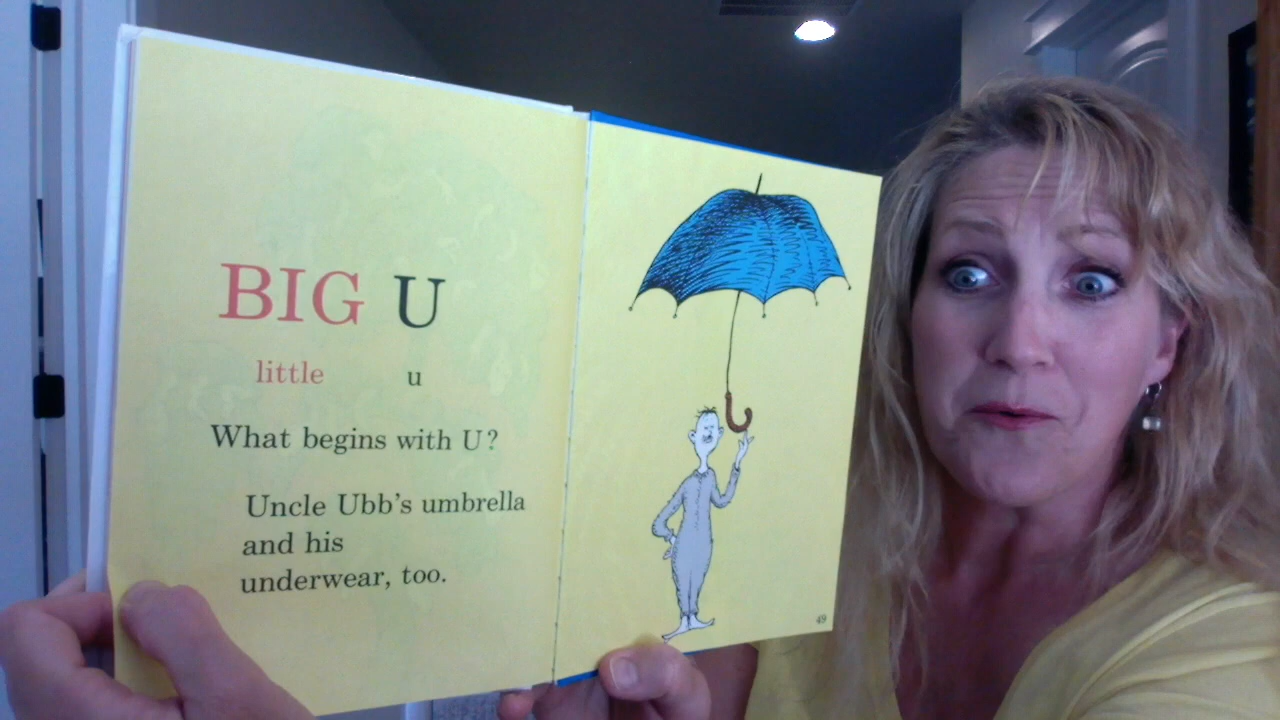 BIG U
little u
What begins with U?
Uncle Ubb's umbrella
and his
underwear, too.
49